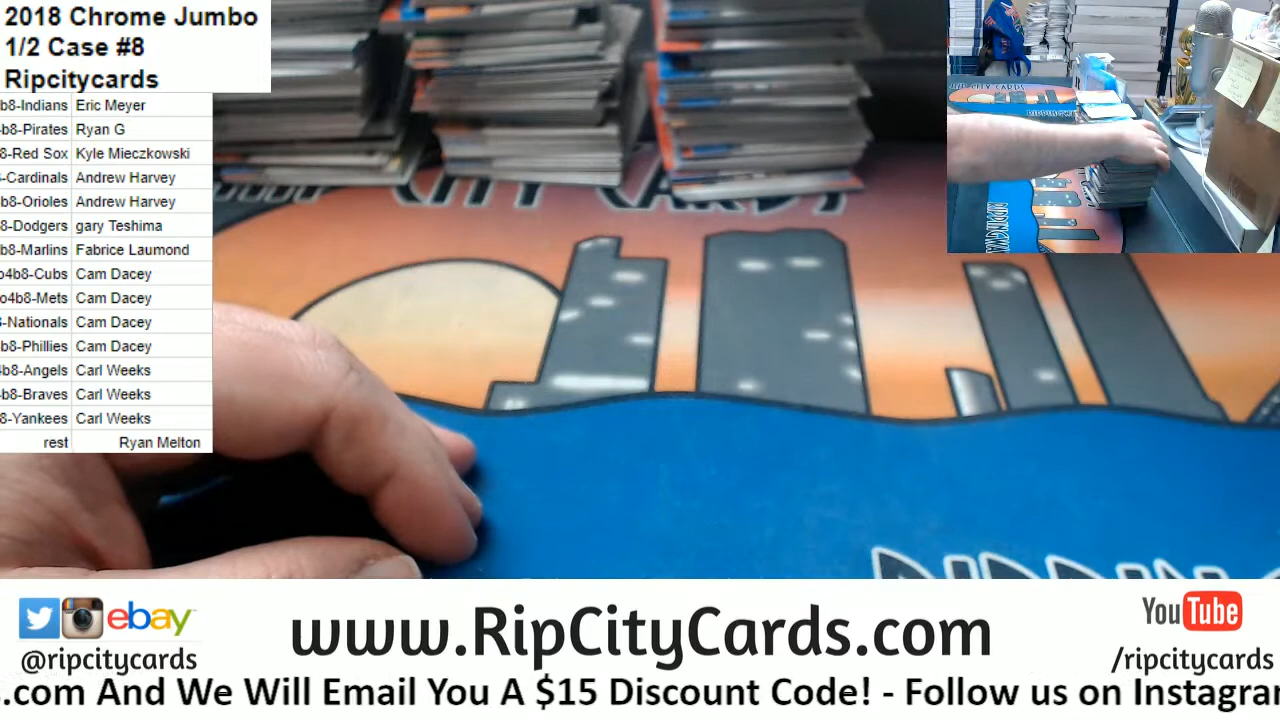 2018 Chrome Jumbo
1/2 Case #8
Ripcitycards
b8-Indians Eric Meyer
b8-Pirates Ryan G
8-Red Sox Kyle Mieczkowski
-Cardinals Andrew Harvey
b8-Orioles Andrew Harvey
8-Dodgers gary Teshima
b8-Marlins Fabrice Laumond
o4b8-Cubs Cam Dacey
o4b8-Mets Cam Dacey
-Nationals Cam Dacey
b8-Phillies Cam Dacey
b8-Angels Carl Weeks
b8-Braves Carl Weeks
8-Yankees Carl Weeks
rest Ryan Melton
CITY CARDS
ebay
@ripcitycards
www.RipCityCards.com
YouTube
/ripcitycards
s.com And We Will Email You A $15 Discount Code! - Follow us on Instagram